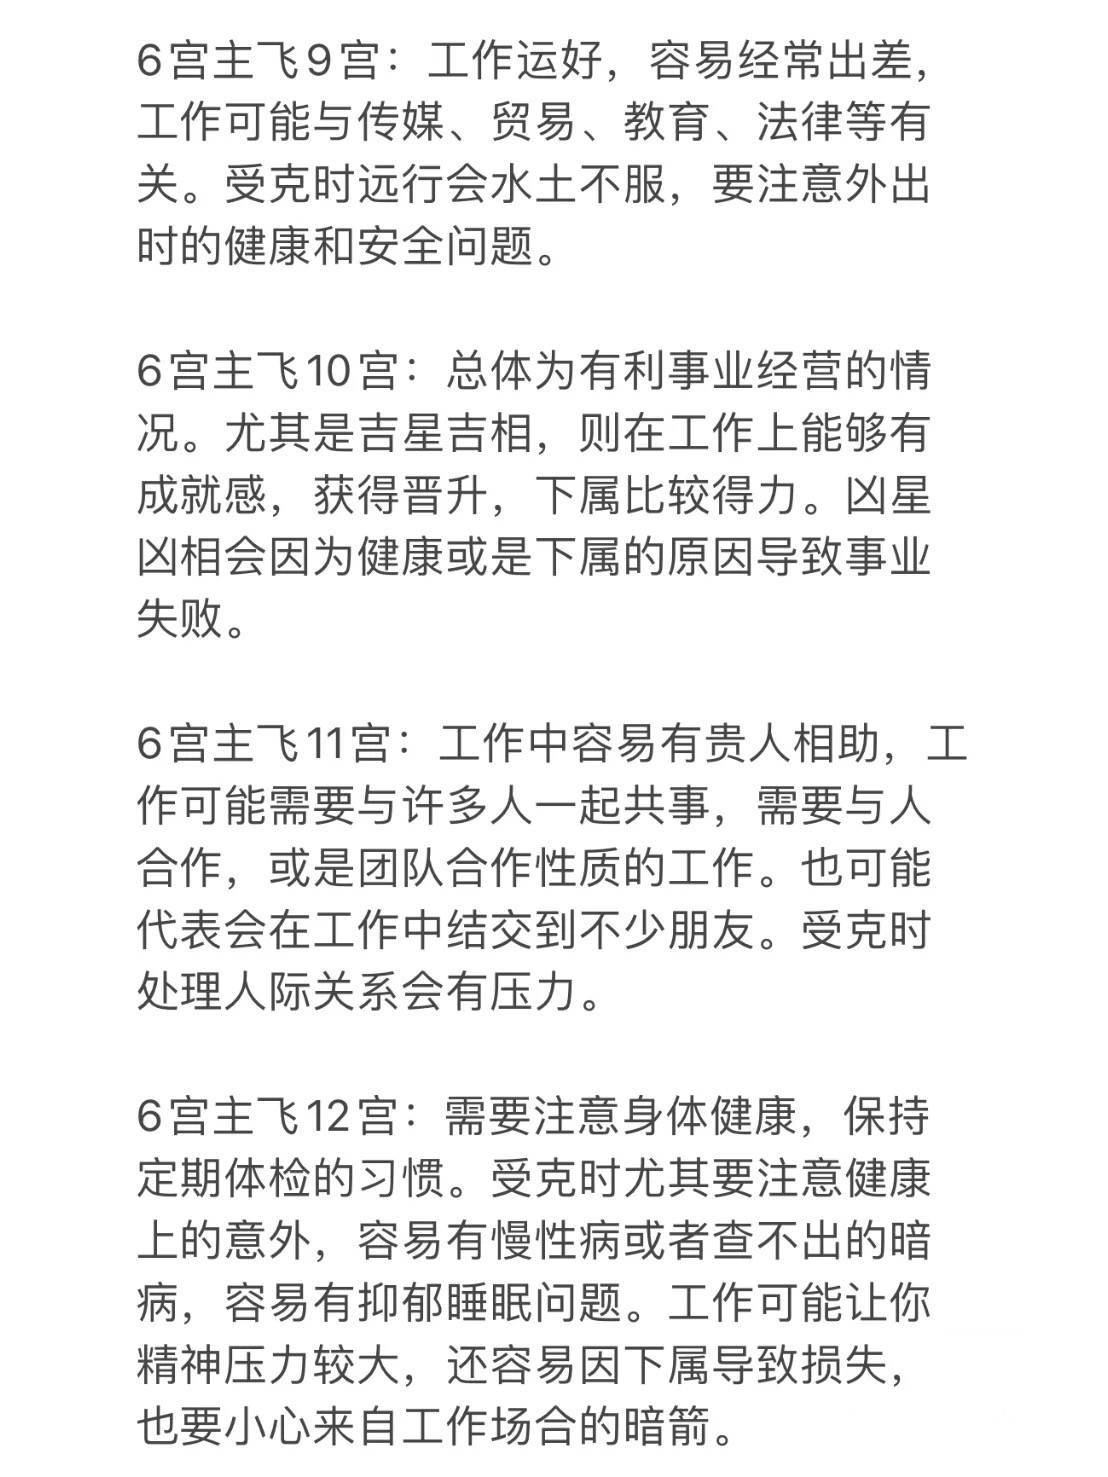 6宫主飞9宫：工作运好，容易经常出差，
工作可能与传媒、贸易、教育、法律等有
关。受克时远行会水土不服，要注意外出
时的健康和安全问题。
6宫主飞10宫：总体为有利事业经营的情
况。尤其是吉星吉相，则在工作上能够有
成就感，获得晋升，下属比较得力。凶星
凶相会因为健康或是下属的原因导致事业
失败。
6宫主飞11宫：工作中容易有贵人相助，工
作可能需要与许多人一起共事，需要与人
合作，或是团队合作性质的工作。也可能
代表会在工作中结交到不少朋友。受克时
处理人际关系会有压力。
6宫主飞12宫：需要注意身体健康，保持
定期体检的习惯。受克时尤其要注意健康
上的意外，容易有慢性病或者查不出的暗
病，容易有抑郁睡眠问题。工作可能让你
精神压力较大，还容易因下属导致损失，
也要小心来自工作场合的暗箭。